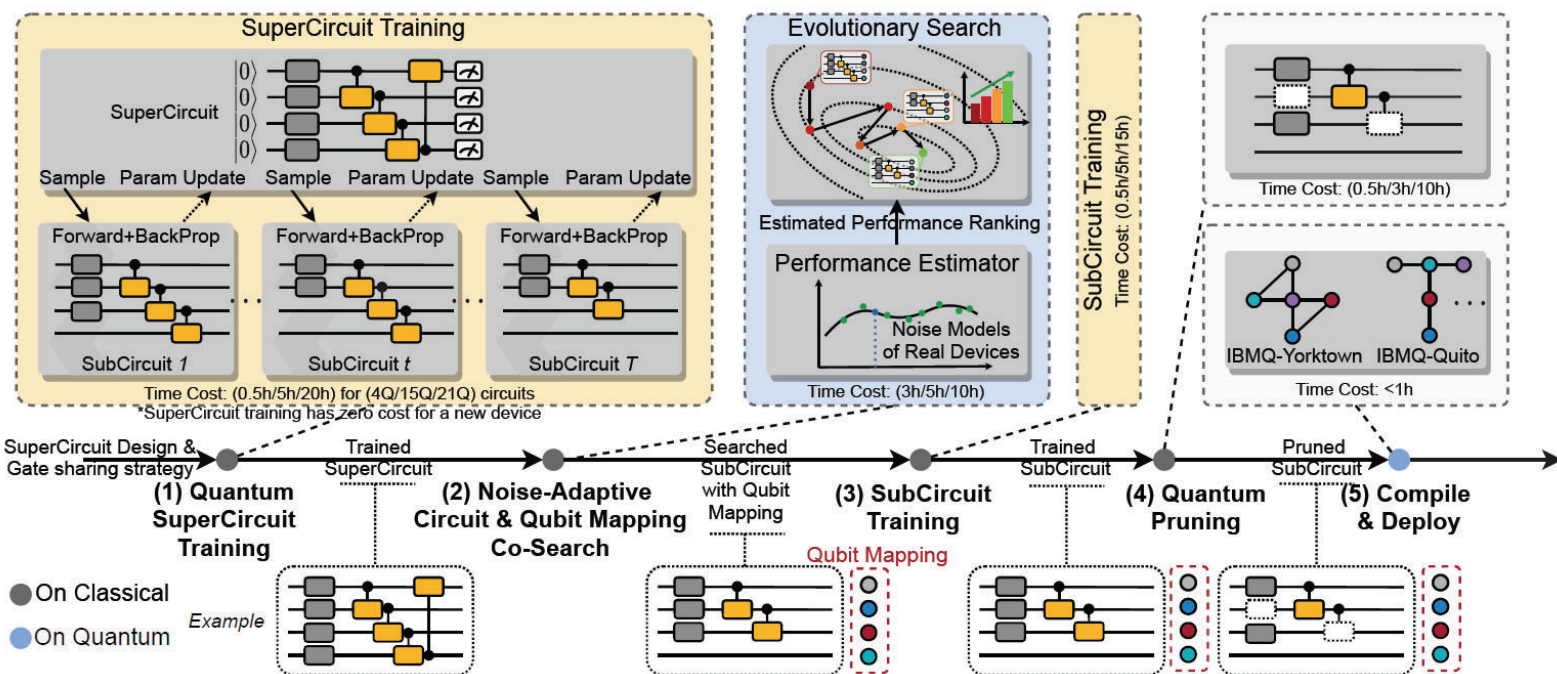 SuperCircuit Training
SuperCircuit
|0⟩
|0⟩
|0⟩
|0⟩
Sample Param Update Sample Param Update Sample Param Update
Forward+BackProp Forward+BackProp Forward+BackProp
... ...
SubCircuit 1 SubCircuit t SubCircuit T
Time Cost: (0.5h/5h/20h) for (4Q/15Q/21Q) circuits
*SuperCircuit training has zero cost for a new device
Evolutionary Search
Estimated Performance Ranking
Performance Estimator
Noise Models
of Real Devices
Time Cost: (3h/5h/10h)
SubCircuit Training
Time Cost: (0.5h/5h/15h)
Time Cost: (0.5h/3h/10h)
...
IBMQ-Yorktown IBMQ-Quito
Time Cost: <1h
SuperCircuit Design &
Gate sharing strategy
Trained
SuperCircuit
Searched
SubCircuit
with Qubit
Mapping
Trained
SubCircuit
Pruned
SubCircuit
(1) Quantum
SuperCircuit
Training
(2) Noise-Adaptive
Circuit & Qubit Mapping
Co-Search
(3) SubCircuit
Training
(4) Quantum
Pruning
(5) Compile
& Deploy
Qubit Mapping
On Classical
On Quantum
Example